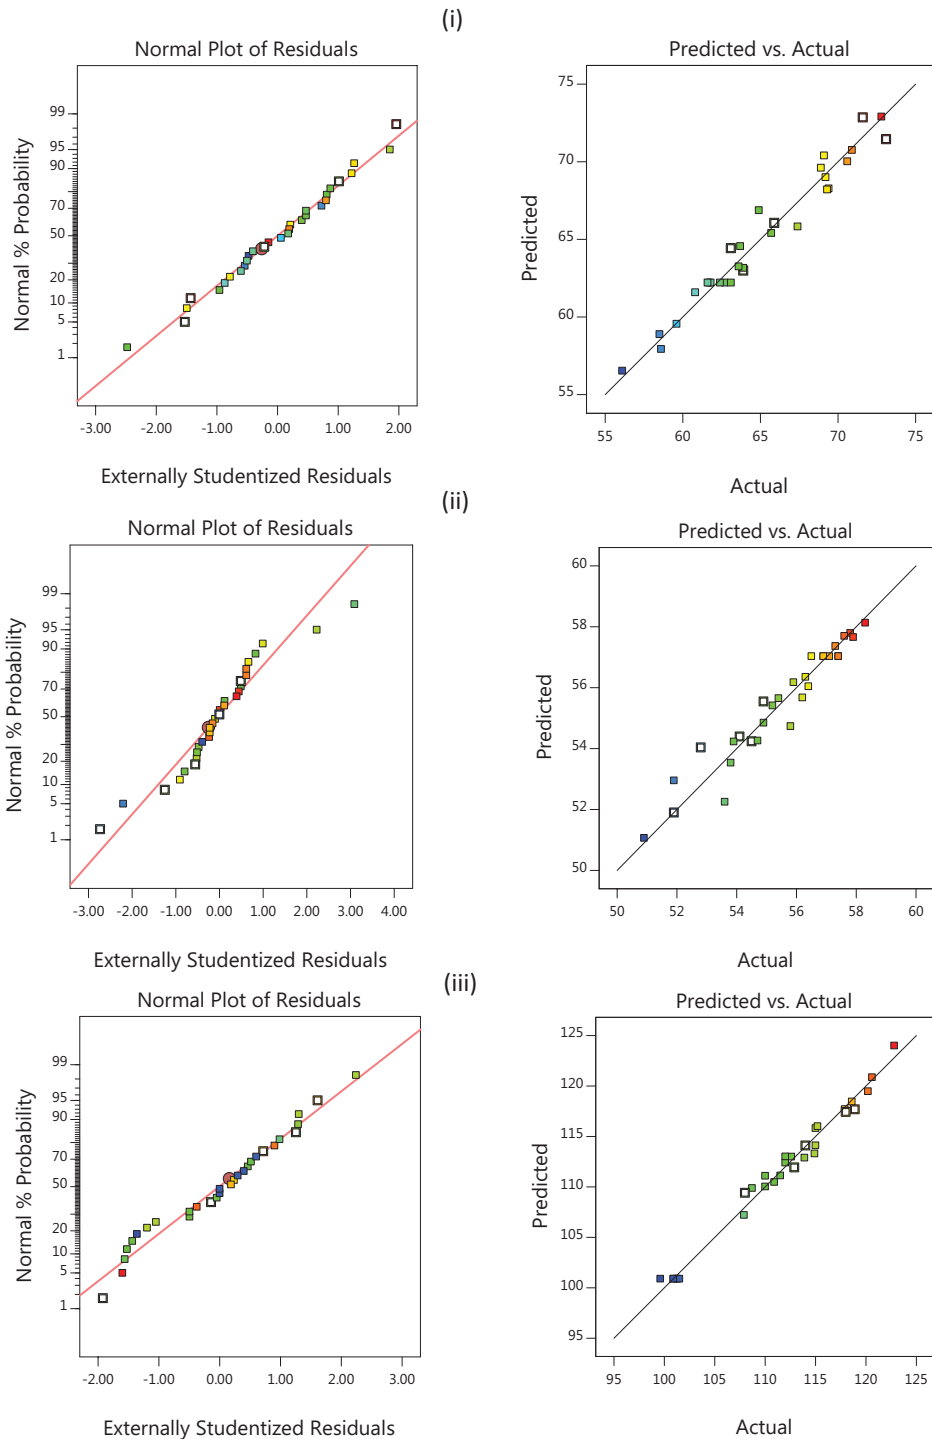 (i)
Normal Plot of Residuals
Normal % Probability
99
95
90
70
50
20
10
5
1
-3.00 -2.00 -1.00 0.00 1.00 2.00
Externally Studentized Residuals
Predicted vs. Actual
Predicted
75
70
65
60
55
55 60 65 70 75
Actual
(ii)
Normal Plot of Residuals
Normal % Probability
99
95
90
70
50
20
10
5
1
-3.00 -2.00 -1.00 0.00 1.00 2.00 3.00 4.00
Externally Studentized Residuals
Predicted vs. Actual
Predicted
60
58
56
54
52
50
50 52 54 56 58 60
Actual
(iii)
Normal Plot of Residuals
Normal % Probability
99
95
90
70
50
20
10
5
1
-2.00 -1.00 0.00 1.00 2.00 3.00
Externally Studentized Residuals
Predicted vs. Actual
Predicted
125
120
115
110
105
100
95
95 100 105 110 115 120 125
Actual